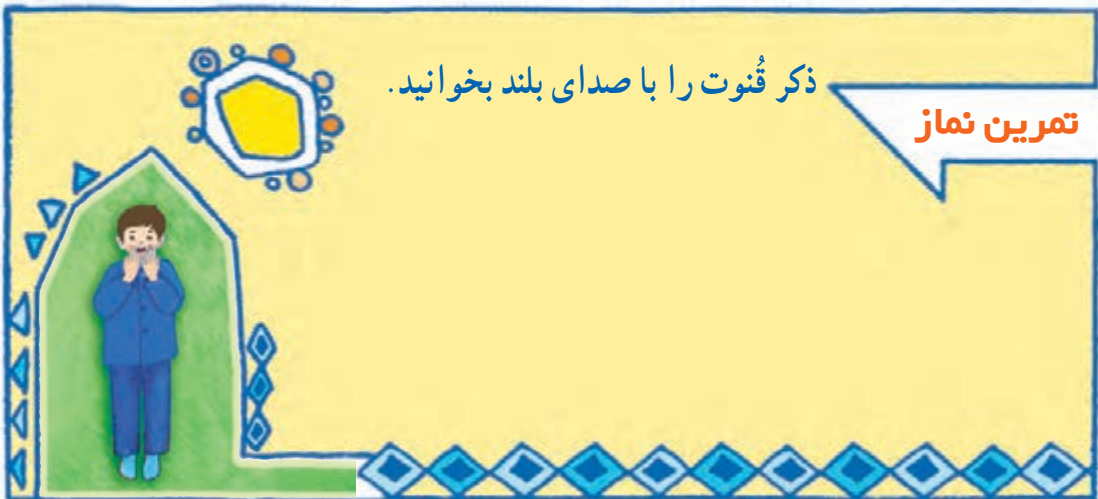 تمرین نماز
ذکر قُنوت را با صدای بلند بخوانید.